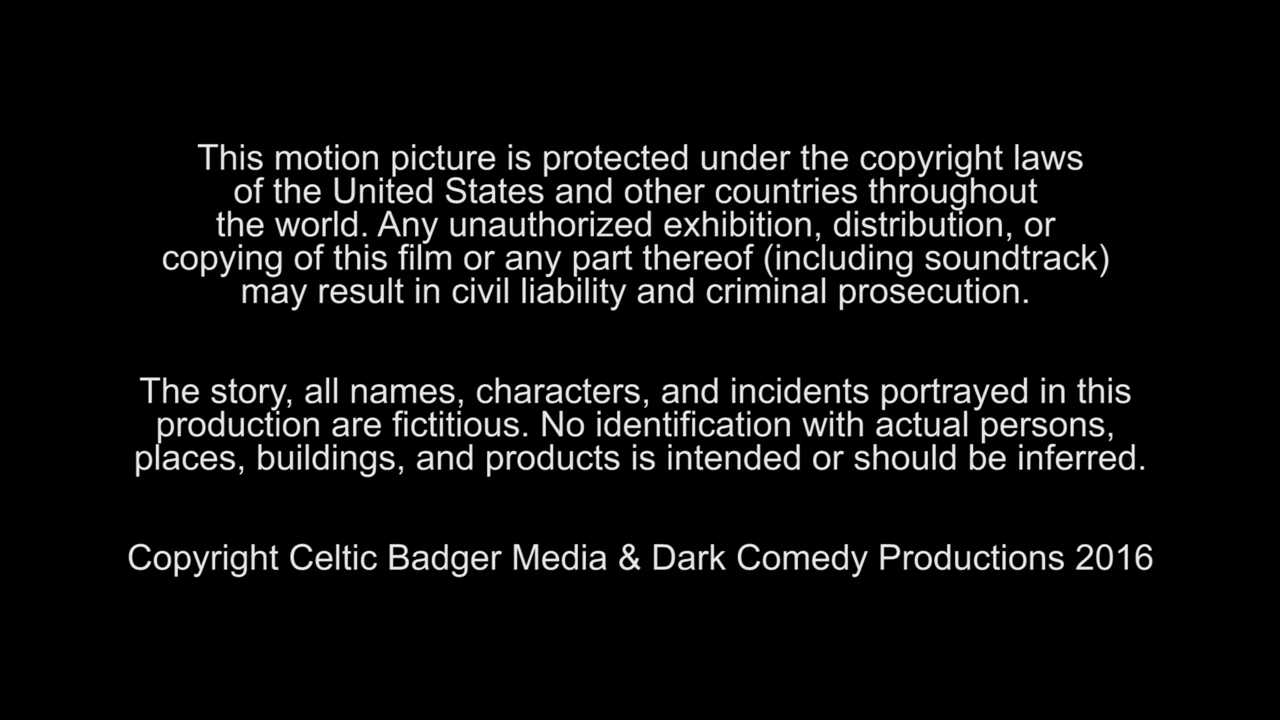 This motion picture is protected under the copyright laws
of the United States and other countries throughout
the world. Any unauthorized exhibition, distribution, or
copying of this film or any part thereof (including soundtrack)
may result in civil liability and criminal prosecution.
The story, all names, characters, and incidents portrayed in this
production are fictitious. No identification with actual persons,
places, buildings, and products is intended or should be inferred.
Copyright Celtic Badger Media & Dark Comedy Productions 2016